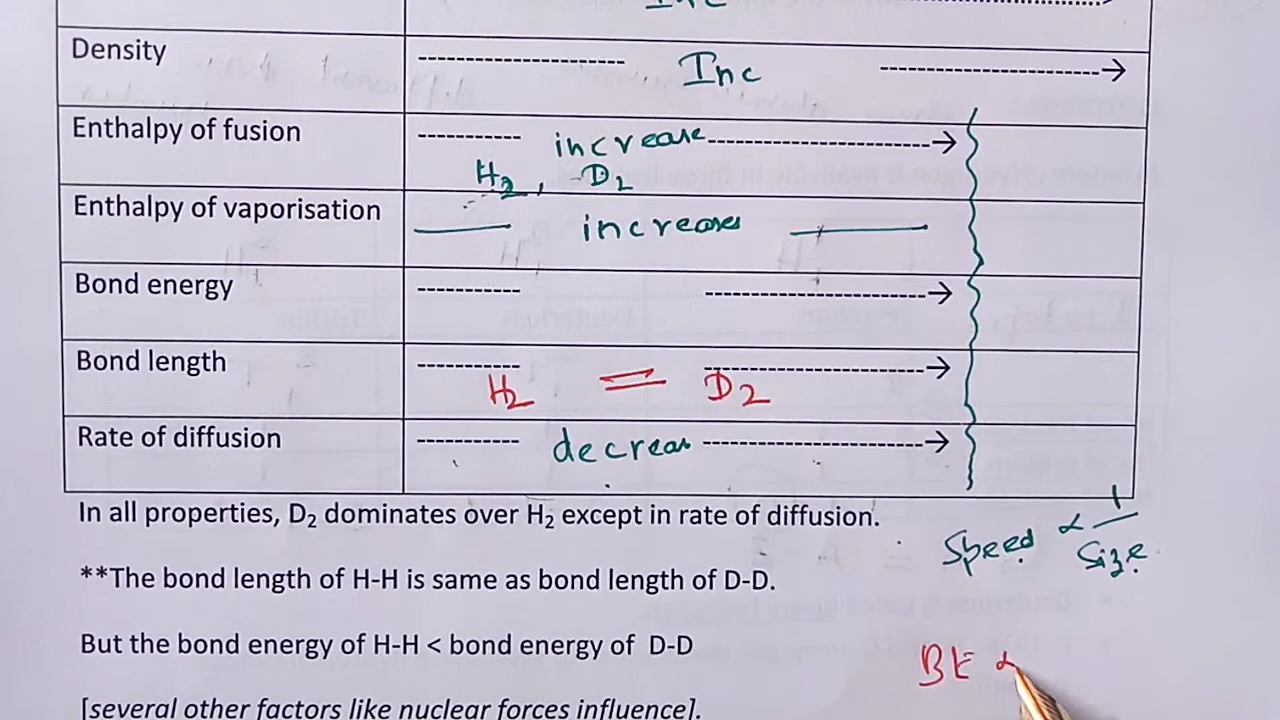 Inc
Density Inc
Enthalpy of fusion increase
H₂, D₂
Enthalpy of vaporisation increases
Bond energy
Bond length H₂ = D₂
Rate of diffusion decreas
In all properties, D₂ dominates over H₂ except in rate of diffusion.
Speed ∝ 1/Size
**The bond length of H-H is same as bond length of D-D.
But the bond energy of H-H < bond energy of D-D
BE ∝
[several other factors like nuclear forces influence].